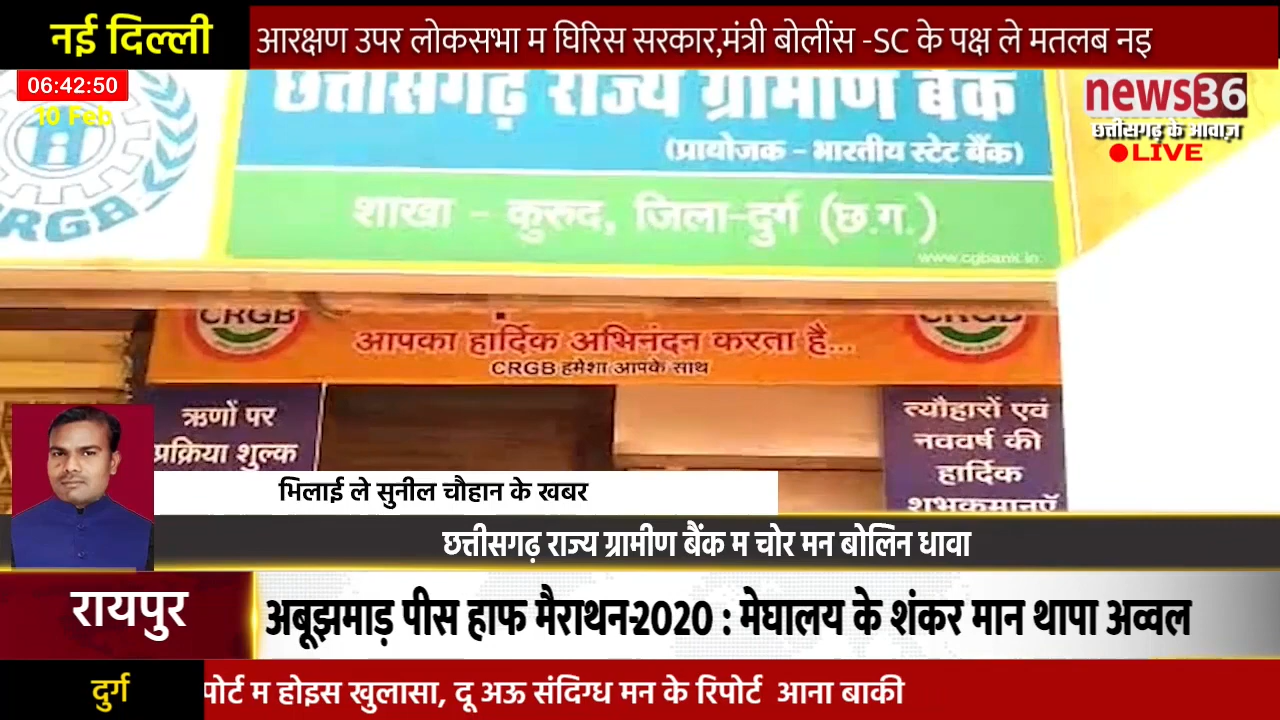 नई दिल्ली
आरक्षण उपर लोकसभा म घिरिस सरकार,मंत्री बोलींस -SC के पक्ष ले मतलब नइ
06:42:50
10 Feb
news36
छत्तीसगढ़ के आवाज़
LIVE
छत्तीसगढ़ राज्य ग्रामीण बैंक
(प्रायोजक - भारतीय स्टेट बैंक)
शाखा - कुरुद, जिला-दुर्ग (छ.ग.)
www.cgbank.in
CRGB
CRGB
आपका हार्दिक अभिनंदन करता है...
CRGB हमेशा आपके साथ
CRGB
ऋणों पर
प्रक्रिया शुल्क
त्यौहारों एवं
नववर्ष की
हार्दिक
शुभकामनाएँ
भिलाई ले सुनील चौहान के खबर
छत्तीसगढ़ राज्य ग्रामीण बैंक म चोर मन बोलिन धावा
रायपुर
अबूझमाड़ पीस हाफ मैराथन-2020 : मेघालय के शंकर मान थापा अव्वल
दुर्ग
पोर्ट म होइस खुलासा, दू अऊ संदिग्ध मन के रिपोर्ट आना बाकी